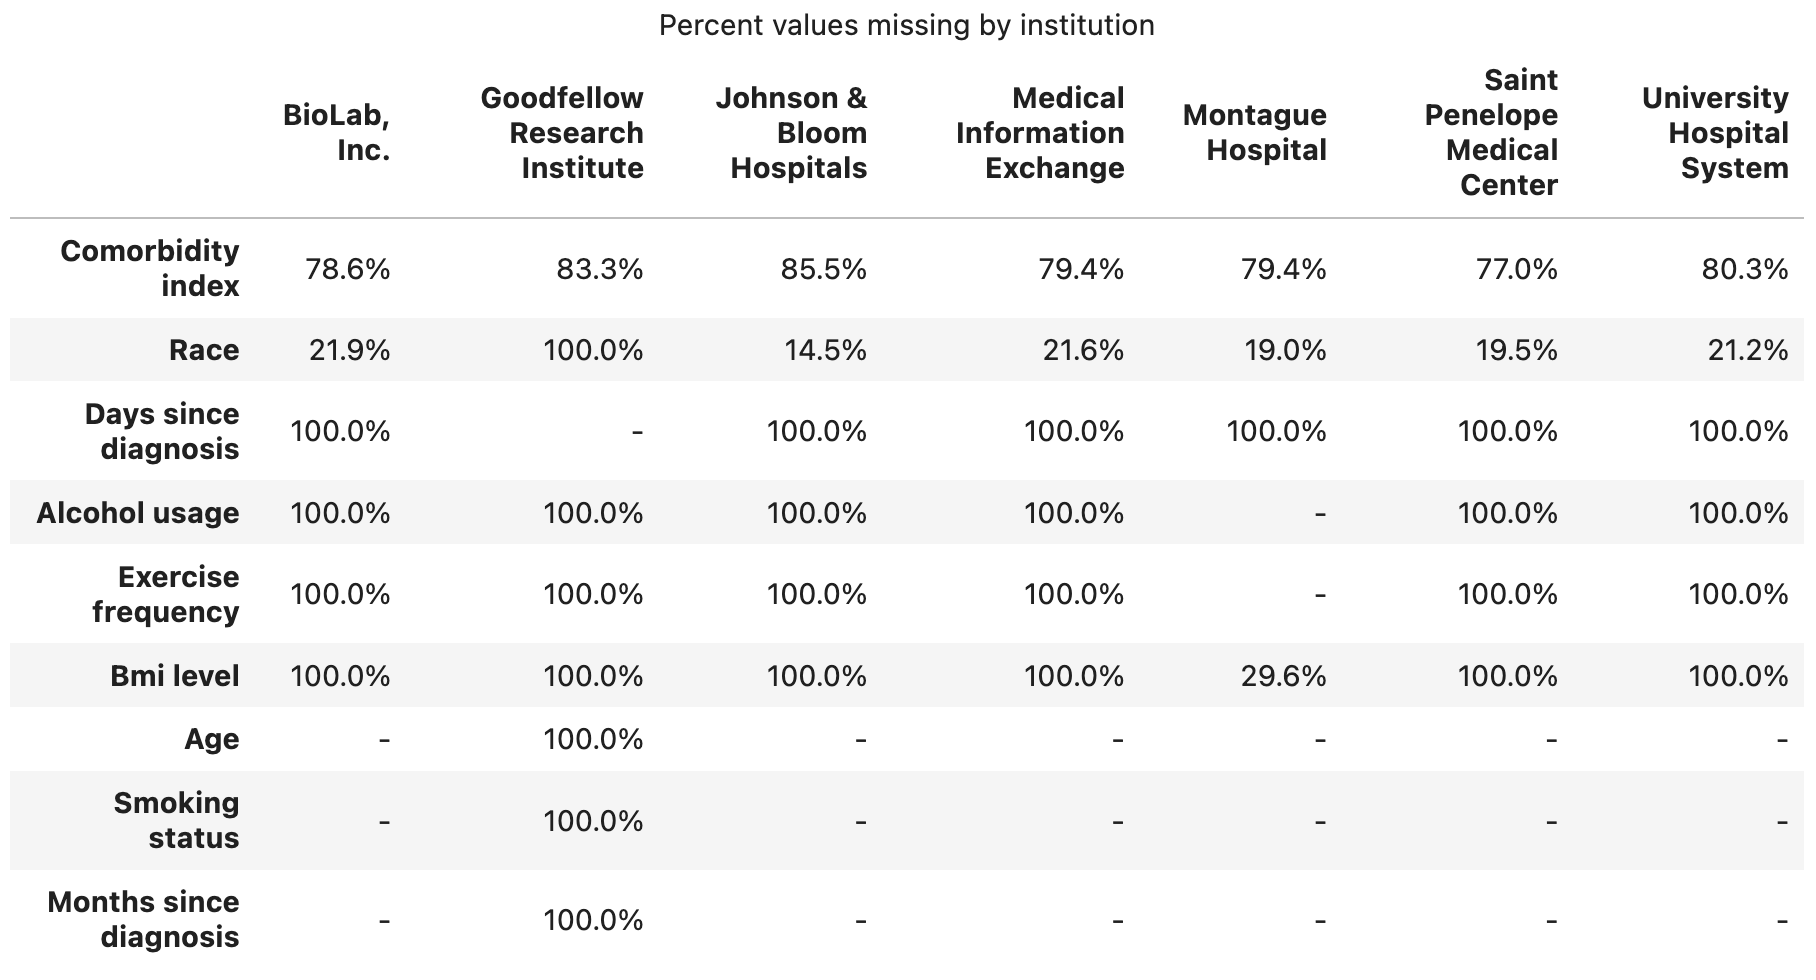 Percent values missing by institution
BioLab, Inc. Goodfellow Research Institute Johnson & Bloom Hospitals Medical Information Exchange Montague Hospital Saint Penelope Medical Center University Hospital System
Comorbidity index 78.6% 83.3% 85.5% 79.4% 79.4% 77.0% 80.3%
Race 21.9% 100.0% 14.5% 21.6% 19.0% 19.5% 21.2%
Days since diagnosis 100.0% - 100.0% 100.0% 100.0% 100.0% 100.0%
Alcohol usage 100.0% 100.0% 100.0% 100.0% - 100.0% 100.0%
Exercise frequency 100.0% 100.0% 100.0% 100.0% - 100.0% 100.0%
Bmi level 100.0% 100.0% 100.0% 100.0% 29.6% 100.0% 100.0%
Age - 100.0% - - - - -
Smoking status - 100.0% - - - - -
Months since diagnosis - 100.0% - - - - -